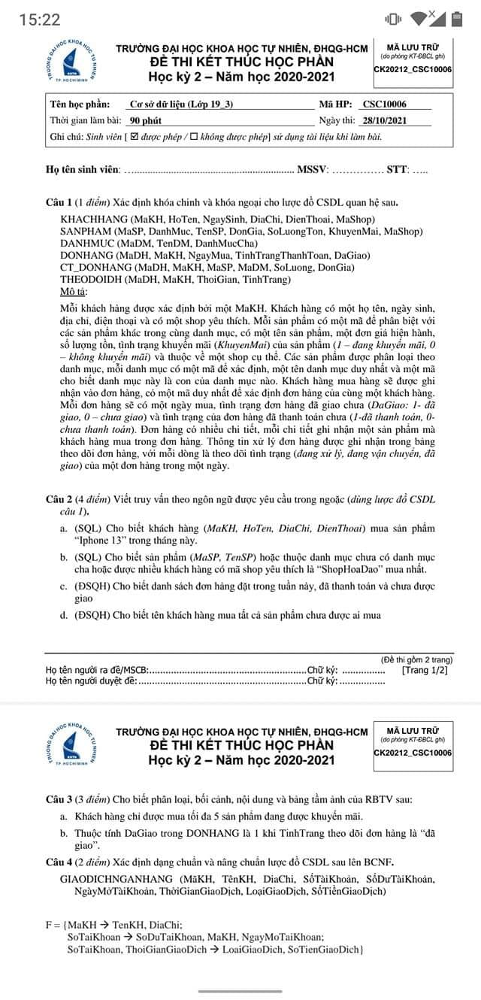 15:22
TRƯỜNG ĐẠI HỌC KHOA HỌC TỰ NHIÊN, ĐHQG-HCM
ĐỀ THI KẾT THÚC HỌC PHẦN
Học kỳ 2 – Năm học 2020-2021
MÃ LƯU TRỮ
(do phòng KT-ĐBCL ghi)
CK20212_CSC10006
TRƯỜNG ĐẠI HỌC KHOA HỌC TỰ NHIÊN
TP. HỒ CHÍ MINH
Tên học phần: Cơ sở dữ liệu (Lớp 19_3) Mã HP: CSC10006
Thời gian làm bài: 90 phút Ngày thi: 28/10/2021
Ghi chú: Sinh viên [ ☑ được phép / ☐ không được phép] sử dụng tài liệu khi làm bài.
Họ tên sinh viên: ........................................................... MSSV: ............... STT: .....
Câu 1 (1 điểm) Xác định khóa chính và khóa ngoại cho lược đồ CSDL quan hệ sau.
KHACHHANG (MaKH, HoTen, NgaySinh, DiaChi, DienThoai, MaShop)
SANPHAM (MaSP, DanhMuc, TenSP, DonGia, SoLuongTon, KhuyenMai, MaShop)
DANHMUC (MaDM, TenDM, DanhMucCha)
DONHANG (MaDH, MaKH, NgayMua, TinhTrangThanhToan, DaGiao)
CT_DONHANG (MaDH, MaKH, MaSP, MaDM, SoLuong, DonGia)
THEODOIDH (MaDH, MaKH, ThoiGian, TinhTrang)
Mô tả:
Mỗi khách hàng được xác định bởi một MaKH. Khách hàng có một họ tên, ngày sinh,
địa chỉ, điện thoại và có một shop yêu thích. Mỗi sản phẩm có một mã để phân biệt với
các sản phẩm khác trong cùng danh mục, có một tên sản phẩm, một đơn giá hiện hành,
số lượng tồn, tình trạng khuyến mãi (KhuyenMai) của sản phẩm (1 – đang khuyến mãi, 0
– không khuyến mãi) và thuộc về một shop cụ thể. Các sản phẩm được phân loại theo
danh mục, mỗi danh mục có một mã để xác định, một tên danh mục duy nhất và một mã
cho biết danh mục này là con của danh mục nào. Khách hàng mua hàng sẽ được ghi
nhận vào đơn hàng, có một mã duy nhất để xác định đơn hàng của cùng một khách hàng.
Mỗi đơn hàng sẽ có một ngày mua, tình trạng đơn hàng đã giao chưa (DaGiao: 1- đã
giao, 0 – chưa giao) và tình trạng của đơn hàng đã thanh toán chưa (1-đã thanh toán, 0-
chưa thanh toán). Đơn hàng có nhiều chi tiết, mỗi chi tiết ghi nhận một sản phẩm mà
khách hàng mua trong đơn hàng. Thông tin xử lý đơn hàng được ghi nhận trong bảng
theo dõi đơn hàng, với mỗi dòng là theo dõi tình trạng (đang xử lý, đang vận chuyển, đã
giao) của một đơn hàng trong một ngày.
Câu 2 (4 điểm) Viết truy vấn theo ngôn ngữ được yêu cầu trong ngoặc (dùng lược đồ CSDL
câu 1).
a. (SQL) Cho biết khách hàng (MaKH, HoTen, DiaChi, DienThoai) mua sản phẩm
“Iphone 13” trong tháng này.
b. (SQL) Cho biết sản phẩm (MaSP, TenSP) hoặc thuộc danh mục chưa có danh mục
cha hoặc được nhiều khách hàng có mã shop yêu thích là “ShopHoaDao” mua nhất.
c. (ĐSQH) Cho biết danh sách đơn hàng đặt trong tuần này, đã thanh toán và chưa được
giao
d. (ĐSQH) Cho biết tên khách hàng mua tất cả sản phẩm chưa được ai mua
(Đề thi gồm 2 trang)
Họ tên người ra đề/MSCB:......................................................Chữ ký: ................ [Trang 1/2]
Họ tên người duyệt đề:..........................................................Chữ ký:.................
TRƯỜNG ĐẠI HỌC KHOA HỌC TỰ NHIÊN, ĐHQG-HCM
ĐỀ THI KẾT THÚC HỌC PHẦN
Học kỳ 2 – Năm học 2020-2021
MÃ LƯU TRỮ
(do phòng KT-ĐBCL ghi)
CK20212_CSC10006
TRƯỜNG ĐẠI HỌC KHOA HỌC TỰ NHIÊN
TP. HỒ CHÍ MINH
Câu 3 (3 điểm) Cho biết phân loại, bối cảnh, nội dung và bảng tầm ảnh của RBTV sau:
a. Khách hàng chỉ được mua tối đa 5 sản phẩm đang được khuyến mãi.
b. Thuộc tính DaGiao trong DONHANG là 1 khi TinhTrang theo dõi đơn hàng là “đã
giao”.
Câu 4 (2 điểm) Xác định dạng chuẩn và nâng chuẩn lược đồ CSDL sau lên BCNF.
GIAODICHNGANHANG (MãKH, TênKH, DiaChi, SốTàiKhoản, SốDưTàiKhoản,
NgàyMởTàiKhoản, ThờiGianGiaoDịch, LoạiGiaoDịch, SốTiềnGiaoDịch)
F = {MaKH → TenKH, DiaChi;
SoTaiKhoan → SoDuTaiKhoan, MaKH, NgayMoTaiKhoan;
SoTaiKhoan, ThoiGianGiaoDich → LoaiGiaoDich, SoTienGiaoDich}